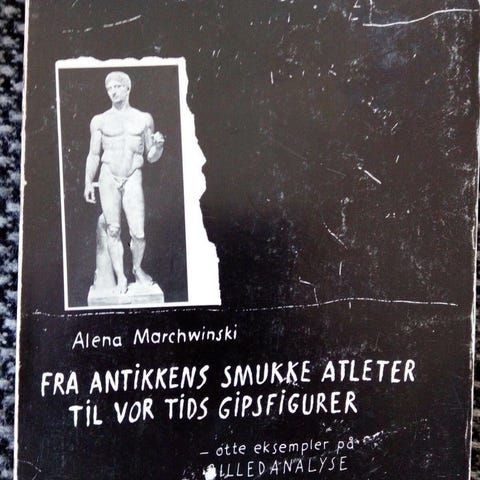 Alena Marchwinski
FRA ANTIKKENS SMUKKE ATLETER
TIL VOR TIDS GIPSFIGURER
– otte eksempler på
BILLEDANALYSE